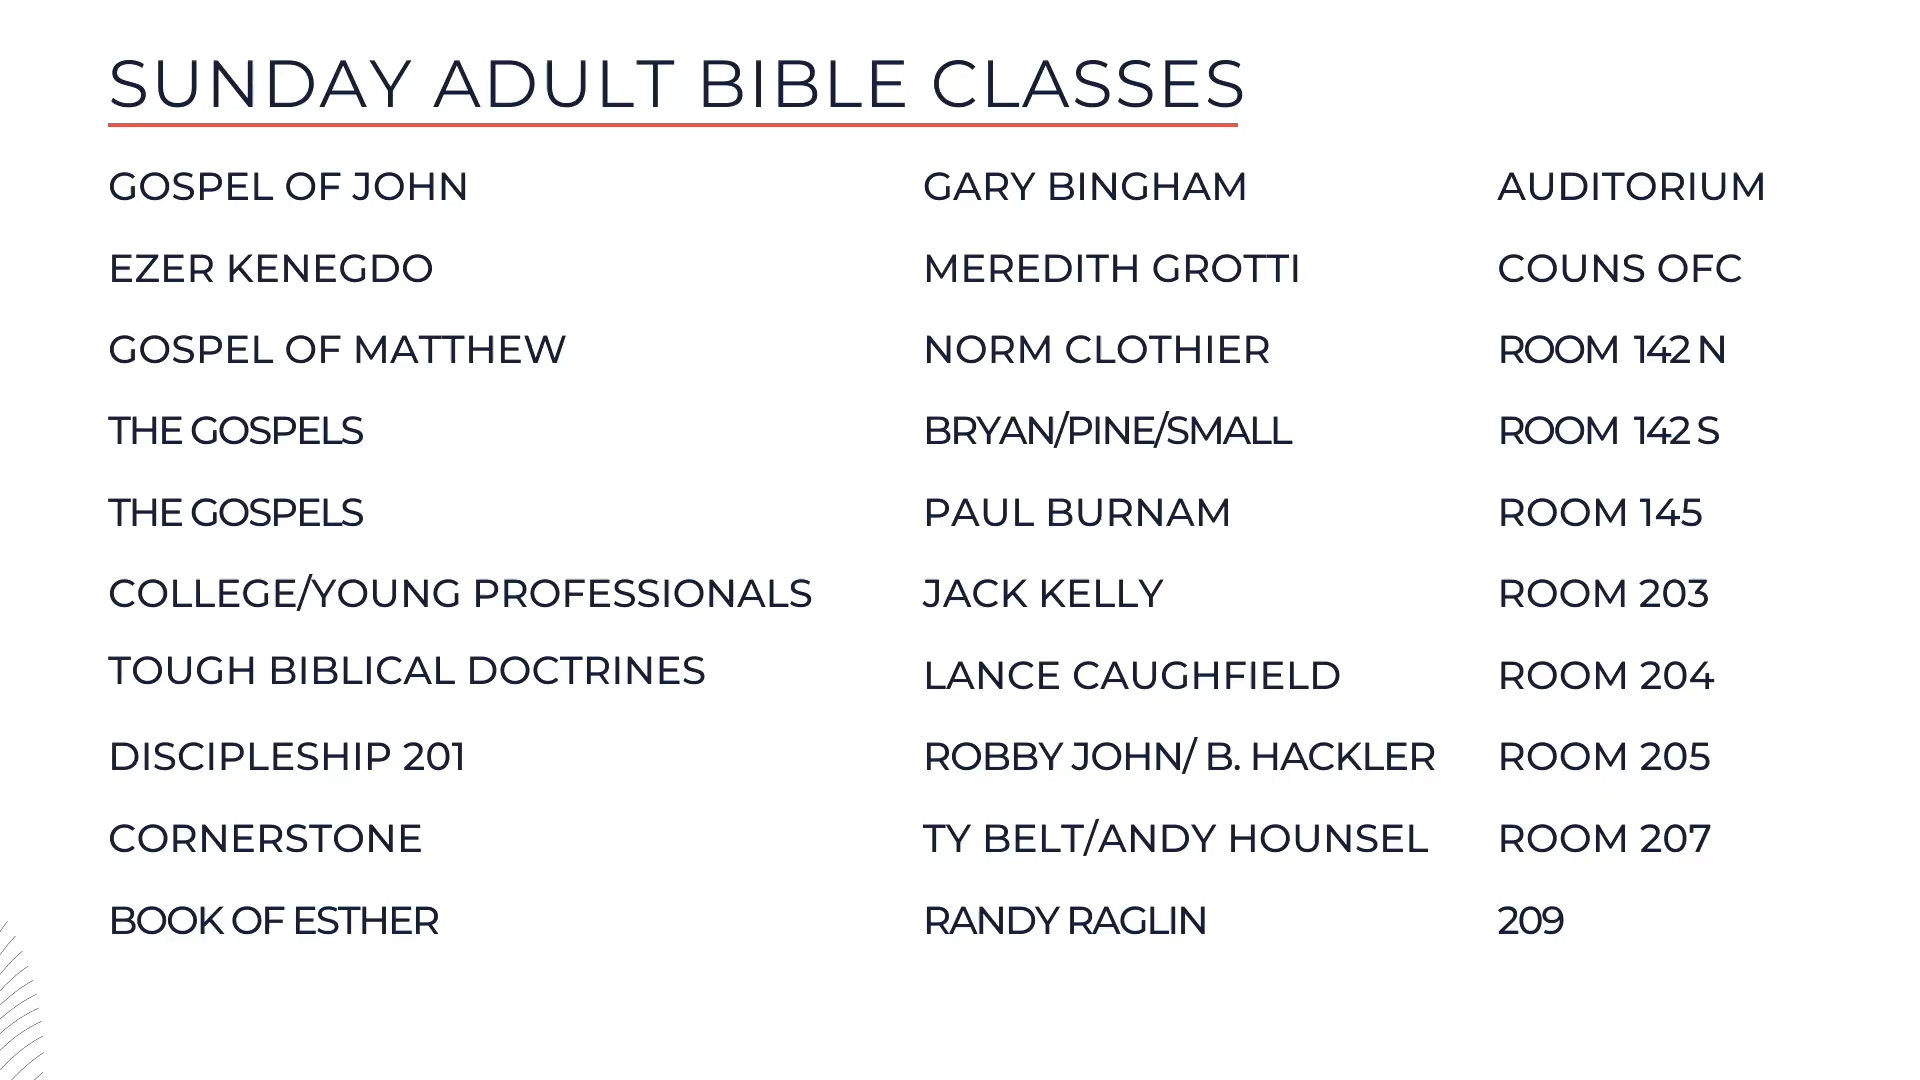 SUNDAY ADULT BIBLE CLASSES
GOSPEL OF JOHN GARY BINGHAM AUDITORIUM
EZER KENEGDO MEREDITH GROTTI COUNS OFC
GOSPEL OF MATTHEW NORM CLOTHIER ROOM 142 N
THE GOSPELS BRYAN/PINE/SMALL ROOM 142 S
THE GOSPELS PAUL BURNAM ROOM 145
COLLEGE/YOUNG PROFESSIONALS JACK KELLY ROOM 203
TOUGH BIBLICAL DOCTRINES LANCE CAUGHFIELD ROOM 204
DISCIPLESHIP 201 ROBBY JOHN/ B. HACKLER ROOM 205
CORNERSTONE TY BELT/ANDY HOUNSEL ROOM 207
BOOK OF ESTHER RANDY RAGLIN 209